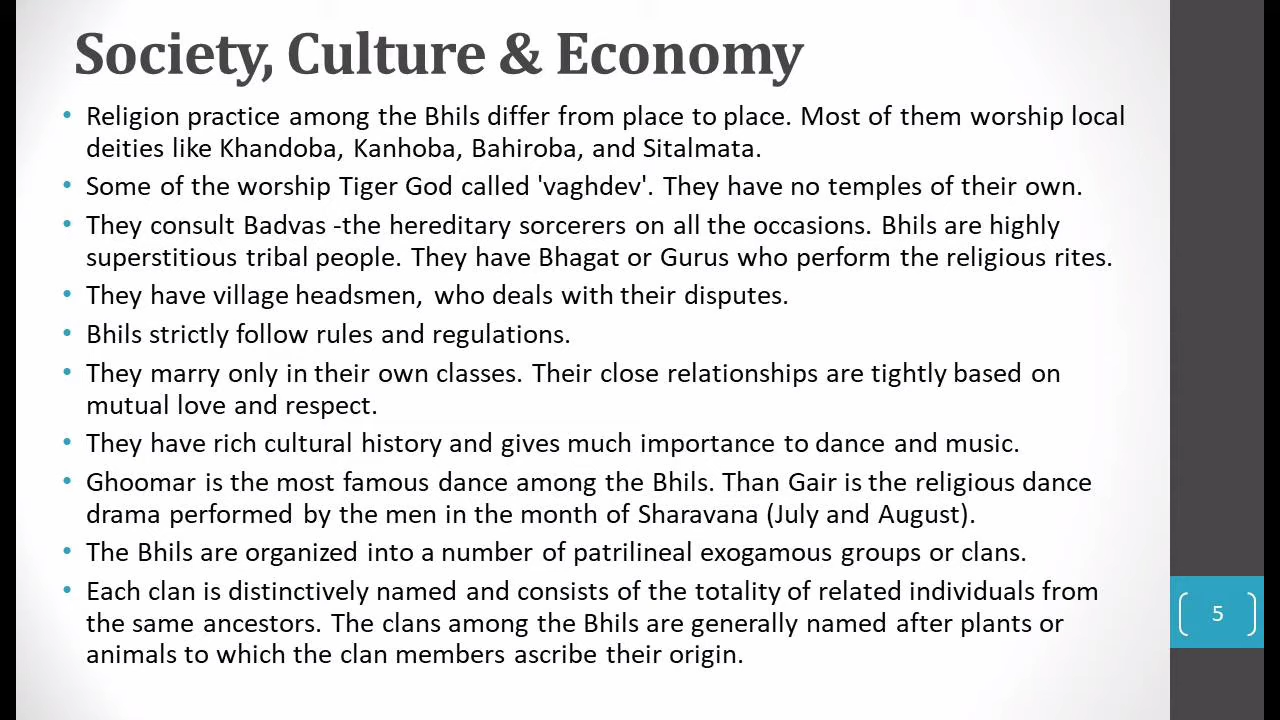 Society, Culture & Economy
• Religion practice among the Bhils differ from place to place. Most of them worship local
deities like Khandoba, Kanhoba, Bahiroba, and Sitalmata.
• Some of the worship Tiger God called 'vaghdev'. They have no temples of their own.
• They consult Badvas -the hereditary sorcerers on all the occasions. Bhils are highly
superstitious tribal people. They have Bhagat or Gurus who perform the religious rites.
• They have village headsmen, who deals with their disputes.
• Bhils strictly follow rules and regulations.
• They marry only in their own classes. Their close relationships are tightly based on
mutual love and respect.
• They have rich cultural history and gives much importance to dance and music.
• Ghoomar is the most famous dance among the Bhils. Than Gair is the religious dance
drama performed by the men in the month of Sharavana (July and August).
• The Bhils are organized into a number of patrilineal exogamous groups or clans.
• Each clan is distinctively named and consists of the totality of related individuals from
the same ancestors. The clans among the Bhils are generally named after plants or
animals to which the clan members ascribe their origin.
5